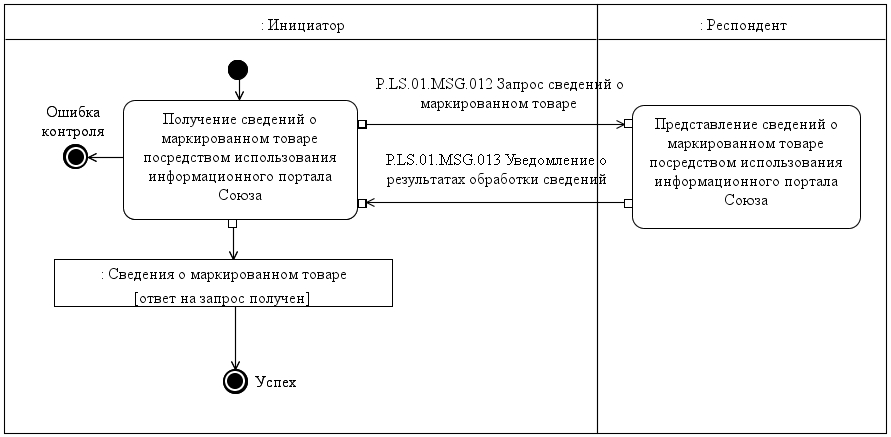 : Инициатор
: Респондент
P.LS.01.MSG.012 Запрос сведений о
маркированном товаре
Ошибка
контроля
Получение сведений о
маркированном товаре
посредством использования
информационного портала
Союза
Представление сведений о
маркированном товаре
посредством использования
информационного портала
Союза
P.LS.01.MSG.013 Уведомление о
результатах обработки сведений
: Сведения о маркированном товаре
[ответ на запрос получен]
Успех